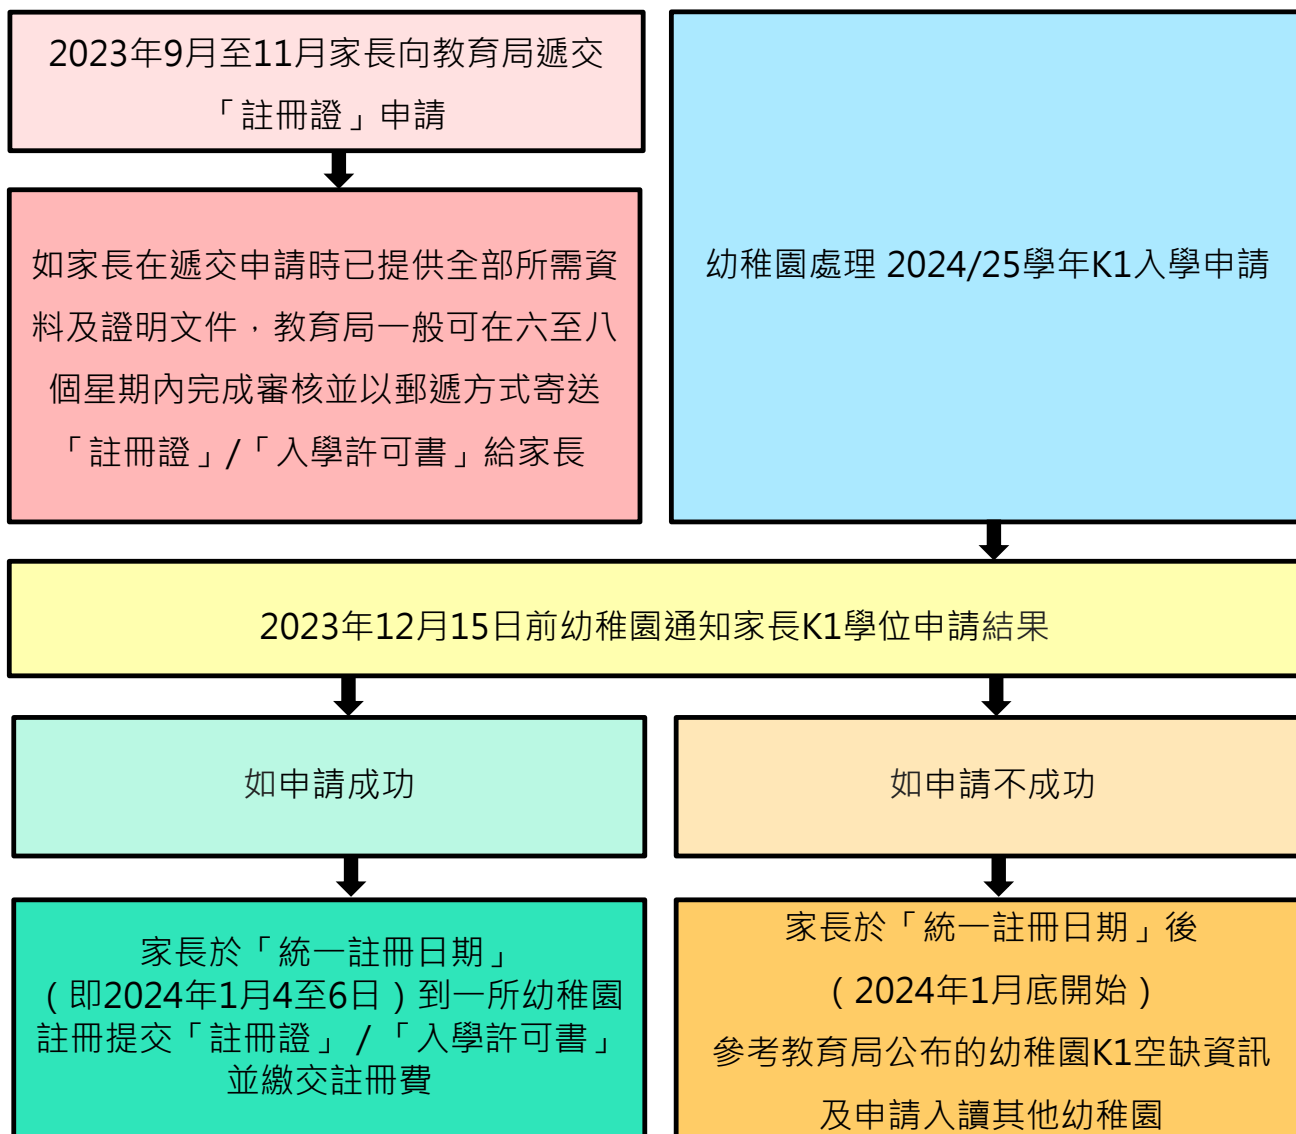 2023年9月至11月家長向教育局遞交
「註冊證」申請
如家長在遞交申請時已提供全部所需資
料及證明文件，教育局一般可在六至八
個星期內完成審核並以郵遞方式寄送
「註冊證」/「入學許可書」給家長
幼稚園處理 2024/25學年K1入學申請
2023年12月15日前幼稚園通知家長K1學位申請結果
如申請成功
如申請不成功
家長於「統一註冊日期」
（即2024年1月4至6日）到一所幼稚園
註冊提交「註冊證」 / 「入學許可書」
並繳交註冊費
家長於「統一註冊日期」後
（2024年1月底開始）
參考教育局公布的幼稚園K1空缺資訊
及申請入讀其他幼稚園